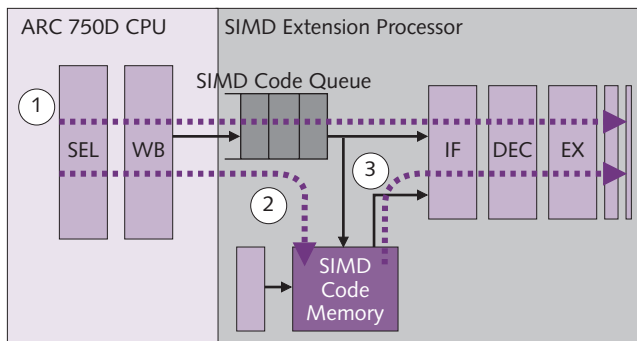 ARC 750D CPU
SIMD Extension Processor
SIMD Code Queue
1
SEL
WB
IF
DEC
EX
3
2
SIMD
Code
Memory